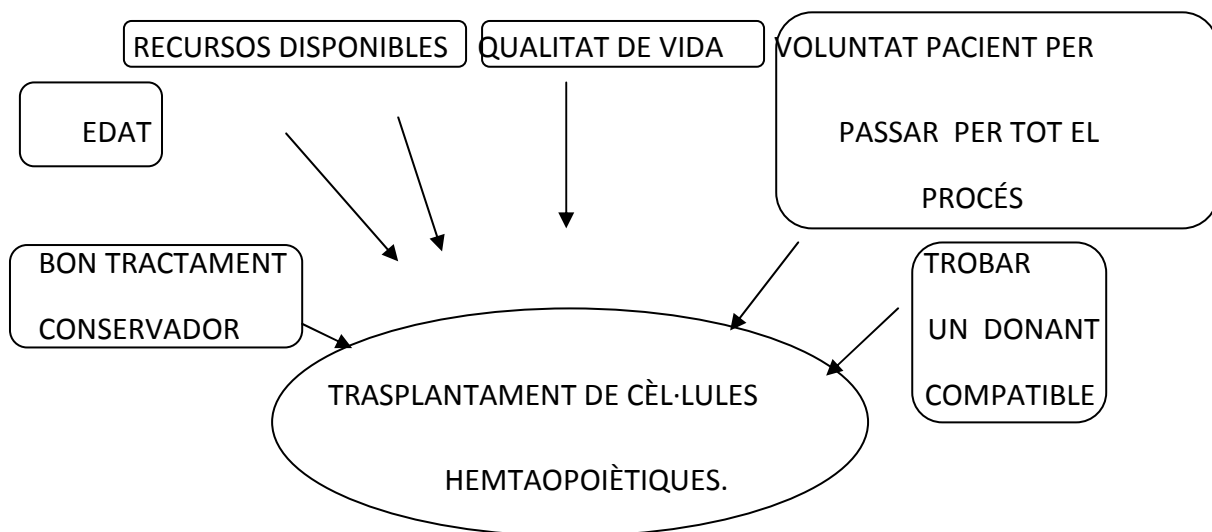 RECURSOS DISPONIBLES
QUALITAT DE VIDA
VOLUNTAT PACIENT PER
PASSAR PER TOT EL
PROCÉS
EDAT
BON TRACTAMENT
CONSERVADOR
TROBAR
UN DONANT
COMPATIBLE
TRASPLANTAMENT DE CÈL·LULES
HEMTAOPOIÈTIQUES.